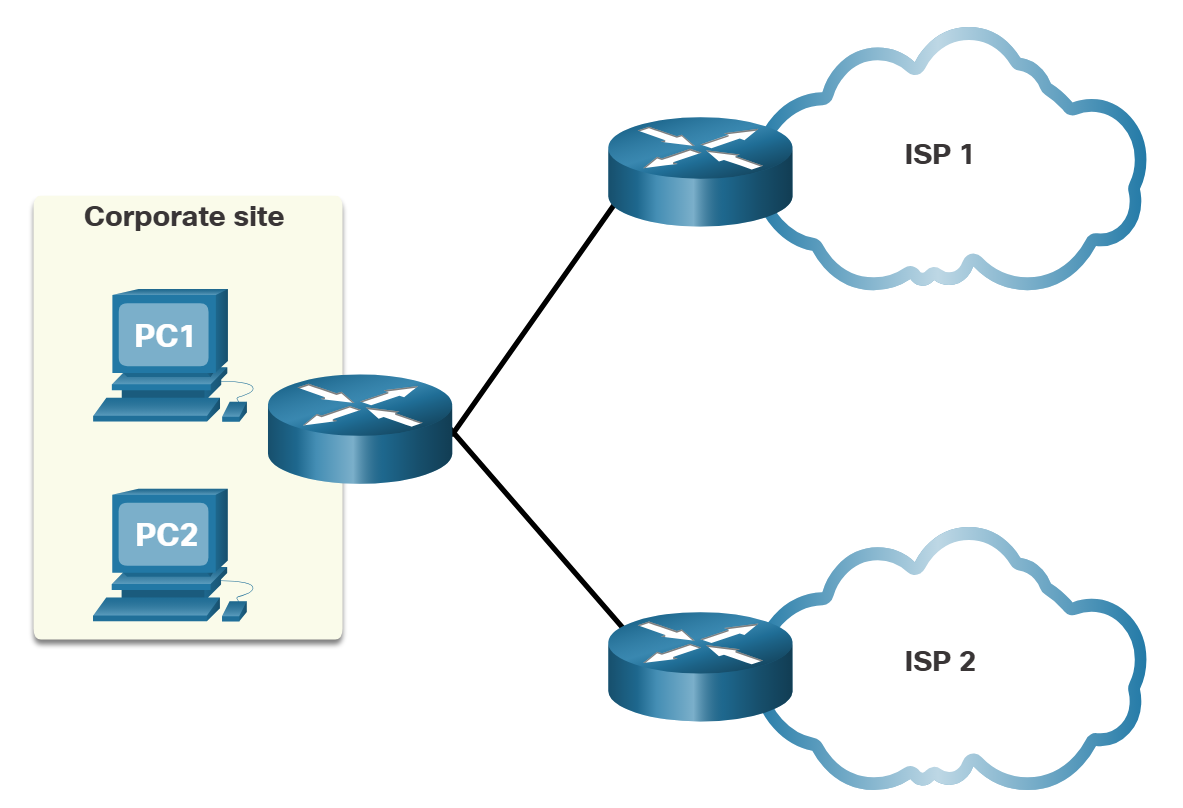 Corporate site
PC1
PC2
ISP 1
ISP 2